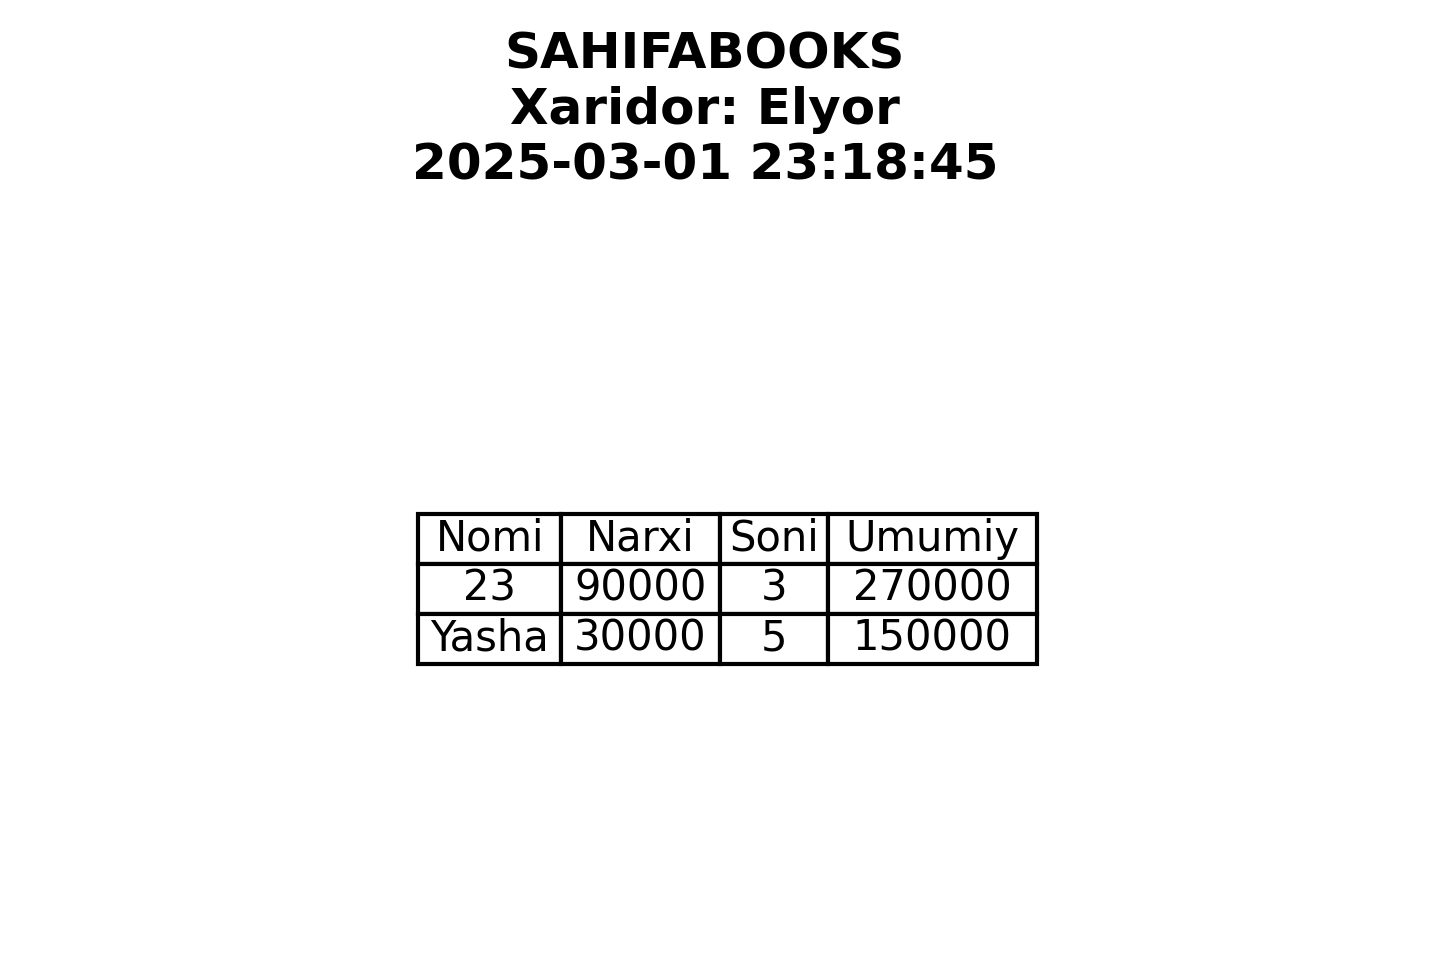 SAHIFABOOKS
Xaridor: Elyor
2025-03-01 23:18:45
Nomi Narxi Soni Umumiy
23 90000 3 270000
Yasha 30000 5 150000